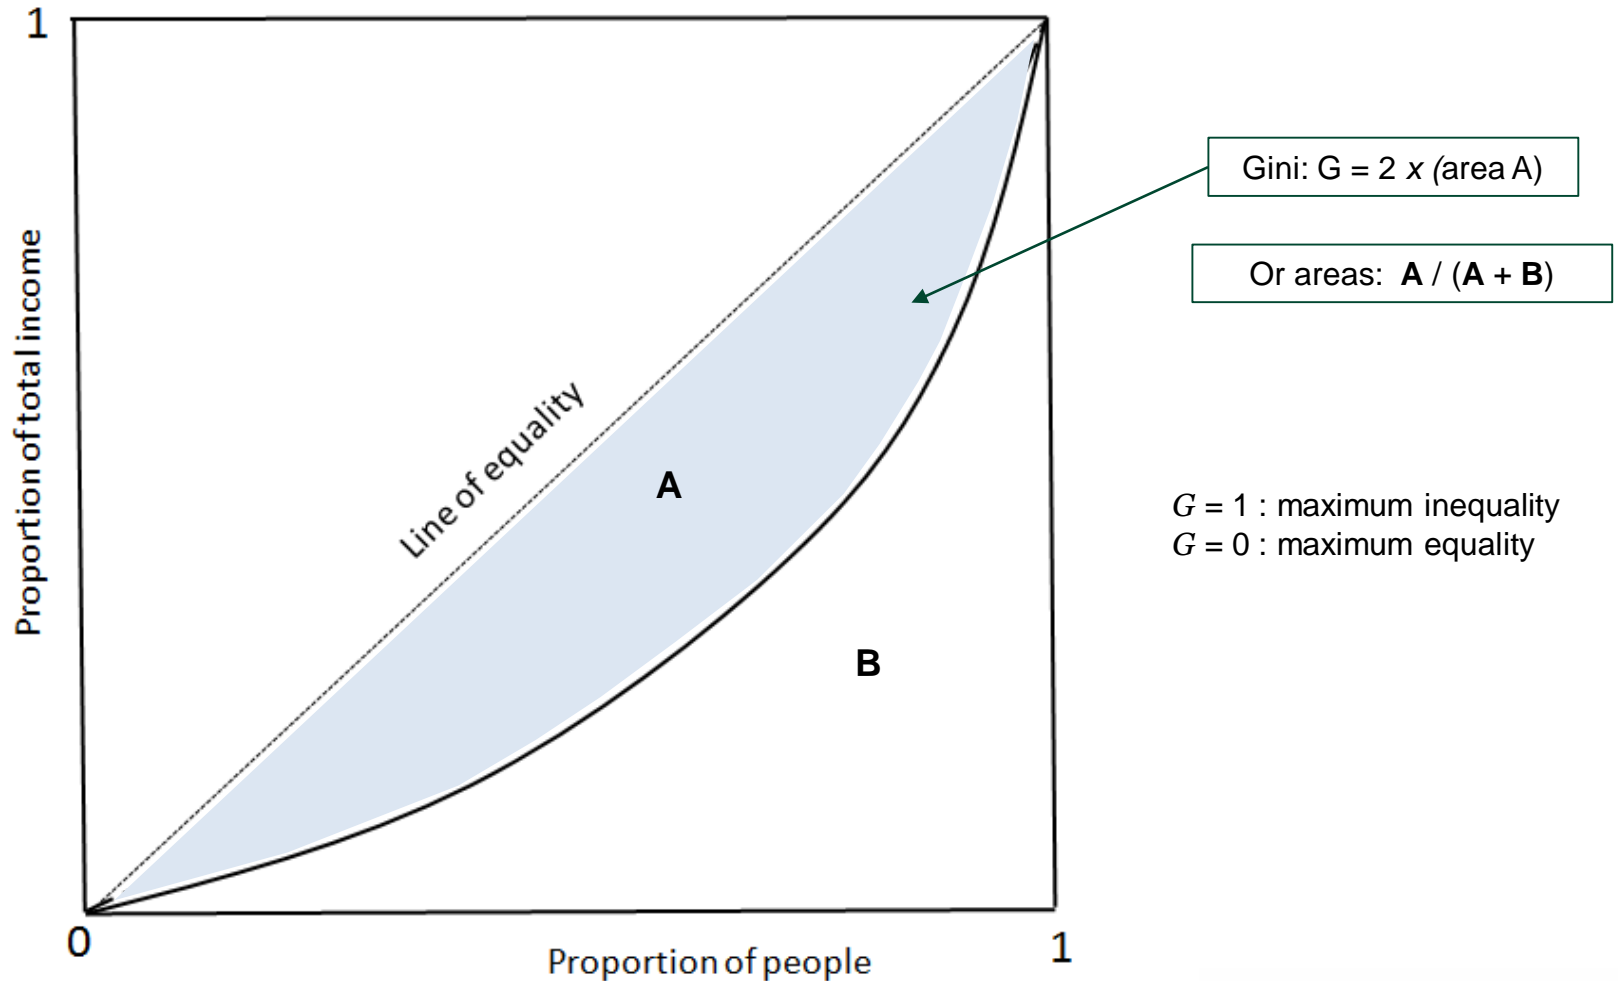 1
Proportion of total income
Line of equality
A
B
0
1
Proportion of people
Gini: G = 2 x (area A)
Or areas: A / (A + B)
G = 1 : maximum inequality
G = 0 : maximum equality